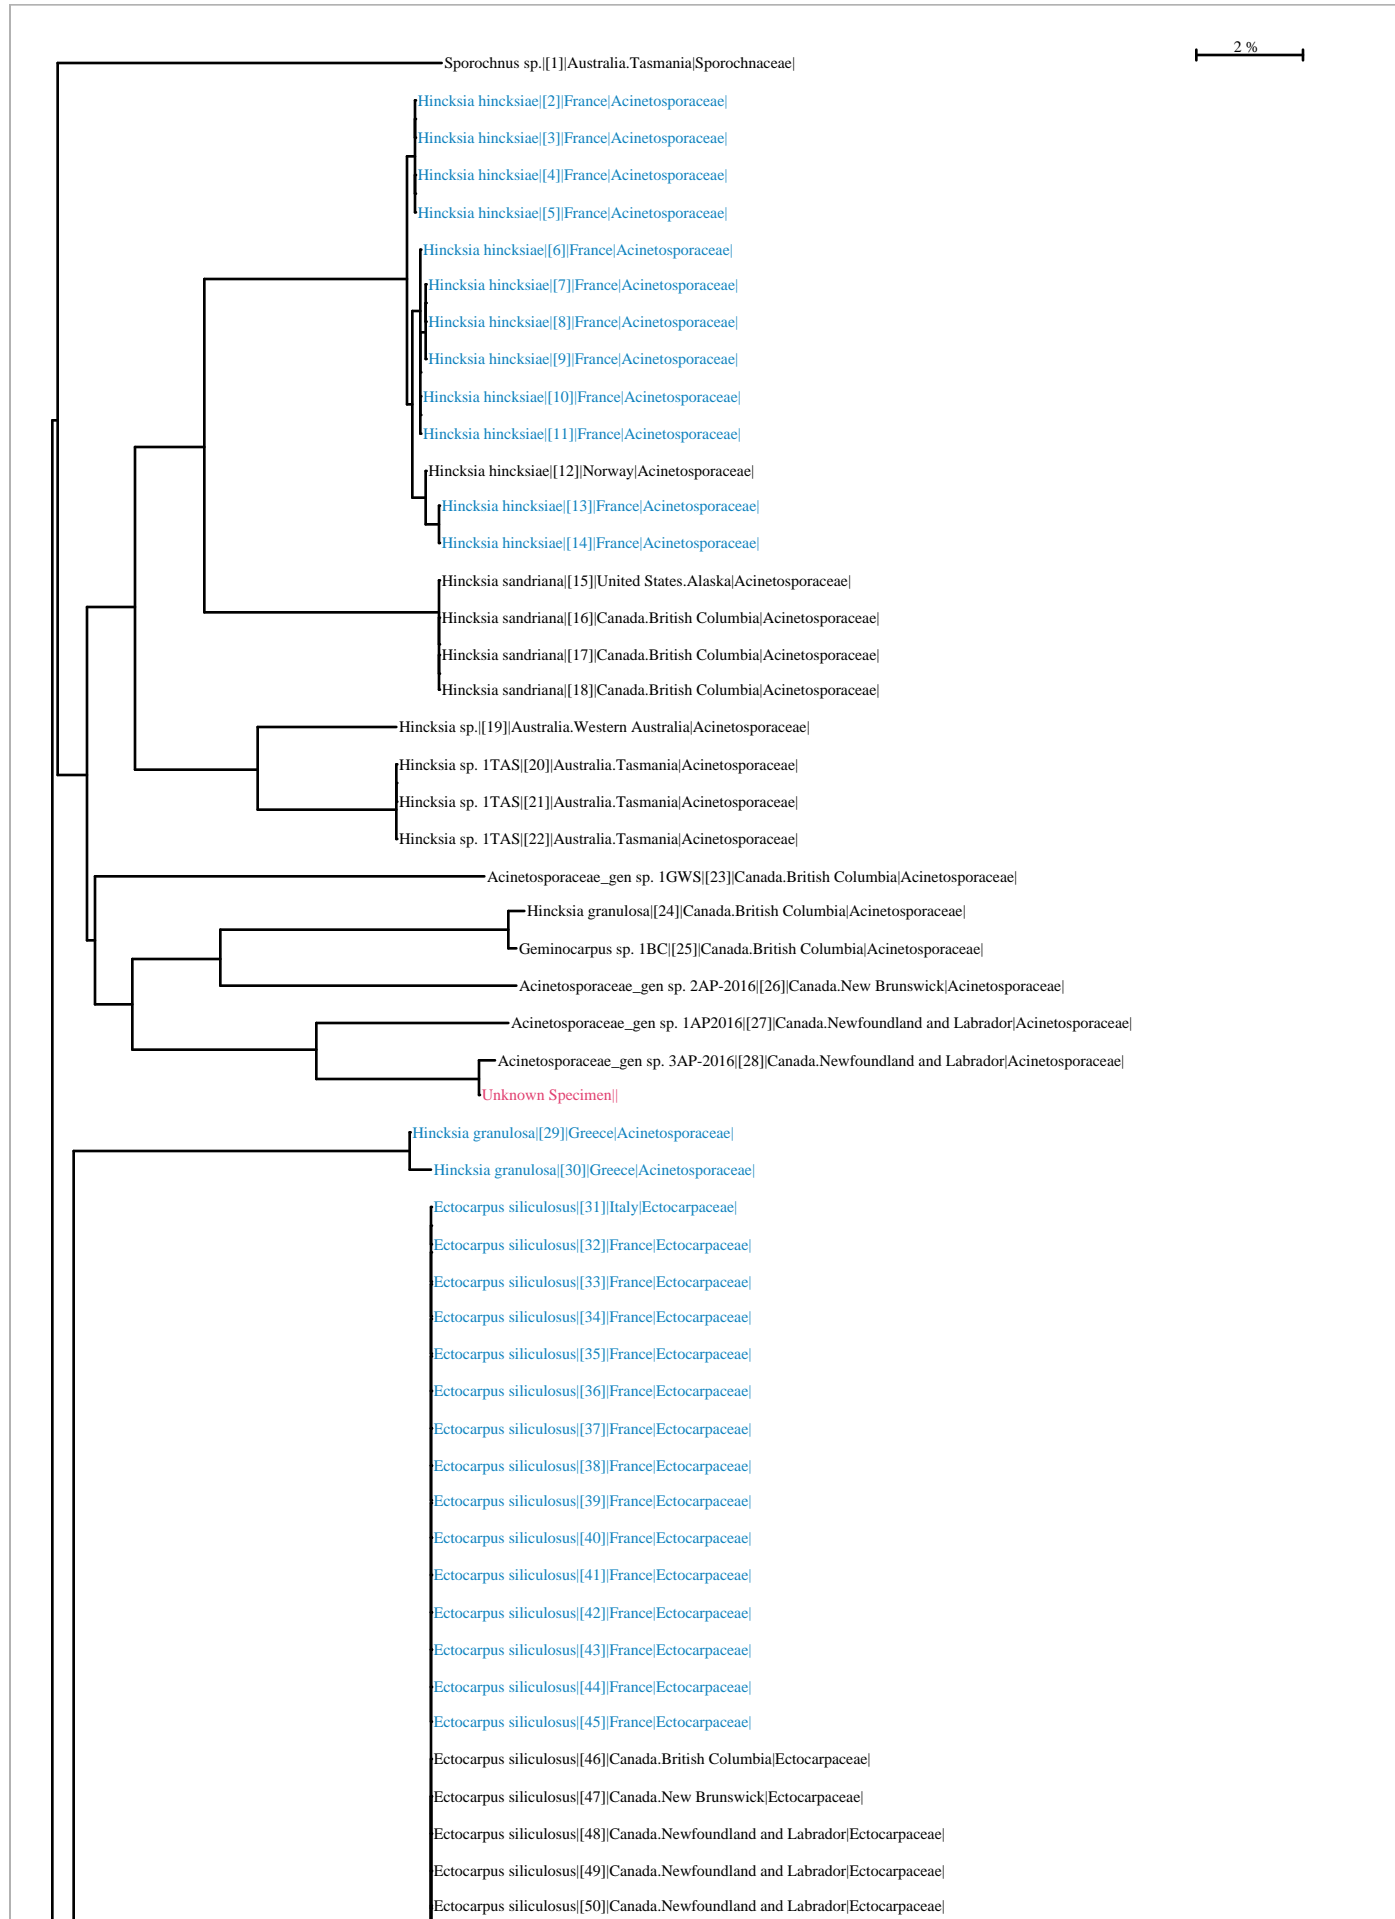 2 %
Sporochnus sp.|[1]|Australia.Tasmania|Sporochnaceae|
Hincksia hincksiae|[2]|France|Acinetosporaceae|
Hincksia hincksiae|[3]|France|Acinetosporaceae|
Hincksia hincksiae|[4]|France|Acinetosporaceae|
Hincksia hincksiae|[5]|France|Acinetosporaceae|
Hincksia hincksiae|[6]|France|Acinetosporaceae|
Hincksia hincksiae|[7]|France|Acinetosporaceae|
Hincksia hincksiae|[8]|France|Acinetosporaceae|
Hincksia hincksiae|[9]|France|Acinetosporaceae|
Hincksia hincksiae|[10]|France|Acinetosporaceae|
Hincksia hincksiae|[11]|France|Acinetosporaceae|
Hincksia hincksiae|[12]|Norway|Acinetosporaceae|
Hincksia hincksiae|[13]|France|Acinetosporaceae|
Hincksia hincksiae|[14]|France|Acinetosporaceae|
Hincksia sandriana|[15]|United States.Alaska|Acinetosporaceae|
Hincksia sandriana|[16]|Canada.British Columbia|Acinetosporaceae|
Hincksia sandriana|[17]|Canada.British Columbia|Acinetosporaceae|
Hincksia sandriana|[18]|Canada.British Columbia|Acinetosporaceae|
Hincksia sp.|[19]|Australia.Western Australia|Acinetosporaceae|
Hincksia sp. 1TAS|[20]|Australia.Tasmania|Acinetosporaceae|
Hincksia sp. 1TAS|[21]|Australia.Tasmania|Acinetosporaceae|
Hincksia sp. 1TAS|[22]|Australia.Tasmania|Acinetosporaceae|
Acinetosporaceae_gen sp. 1GWS|[23]|Canada.British Columbia|Acinetosporaceae|
Hincksia granulosa|[24]|Canada.British Columbia|Acinetosporaceae|
Geminocarpus sp. 1BC|[25]|Canada.British Columbia|Acinetosporaceae|
Acinetosporaceae_gen sp. 2AP-2016|[26]|Canada.New Brunswick|Acinetosporaceae|
Acinetosporaceae_gen sp. 1AP2016|[27]|Canada.Newfoundland and Labrador|Acinetosporaceae|
Acinetosporaceae_gen sp. 3AP-2016|[28]|Canada.Newfoundland and Labrador|Acinetosporaceae|
Unknown Specimen||
Hincksia granulosa|[29]|Greece|Acinetosporaceae|
Hincksia granulosa|[30]|Greece|Acinetosporaceae|
Ectocarpus siliculosus|[31]|Italy|Ectocarpaceae|
Ectocarpus siliculosus|[32]|France|Ectocarpaceae|
Ectocarpus siliculosus|[33]|France|Ectocarpaceae|
Ectocarpus siliculosus|[34]|France|Ectocarpaceae|
Ectocarpus siliculosus|[35]|France|Ectocarpaceae|
Ectocarpus siliculosus|[36]|France|Ectocarpaceae|
Ectocarpus siliculosus|[37]|France|Ectocarpaceae|
Ectocarpus siliculosus|[38]|France|Ectocarpaceae|
Ectocarpus siliculosus|[39]|France|Ectocarpaceae|
Ectocarpus siliculosus|[40]|France|Ectocarpaceae|
Ectocarpus siliculosus|[41]|France|Ectocarpaceae|
Ectocarpus siliculosus|[42]|France|Ectocarpaceae|
Ectocarpus siliculosus|[43]|France|Ectocarpaceae|
Ectocarpus siliculosus|[44]|France|Ectocarpaceae|
Ectocarpus siliculosus|[45]|France|Ectocarpaceae|
Ectocarpus siliculosus|[46]|Canada.British Columbia|Ectocarpaceae|
Ectocarpus siliculosus|[47]|Canada.New Brunswick|Ectocarpaceae|
Ectocarpus siliculosus|[48]|Canada.Newfoundland and Labrador|Ectocarpaceae|
Ectocarpus siliculosus|[49]|Canada.Newfoundland and Labrador|Ectocarpaceae|
Ectocarpus siliculosus|[50]|Canada.Newfoundland and Labrador|Ectocarpaceae|